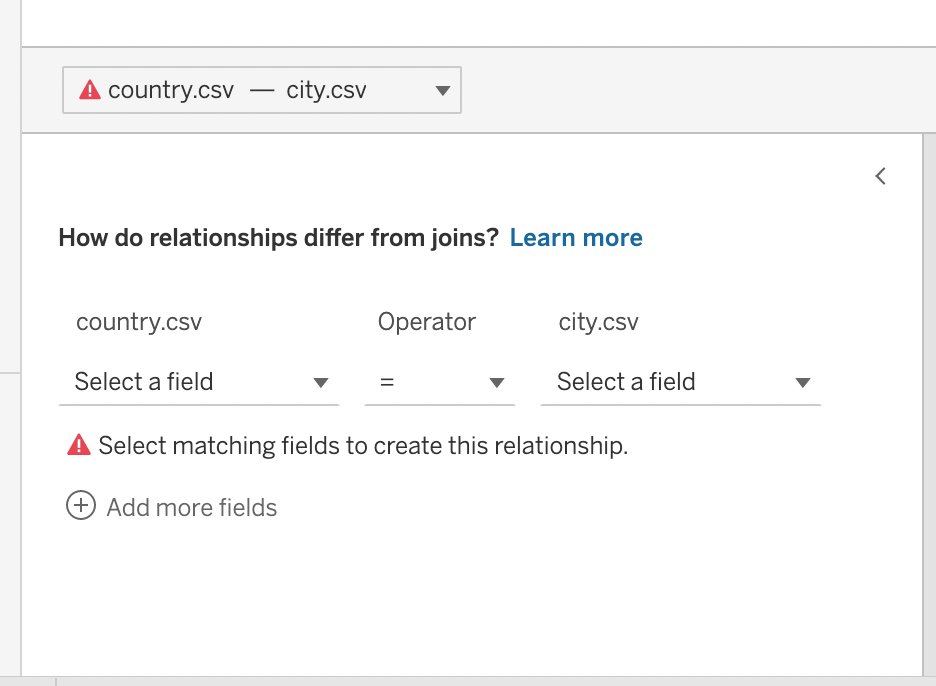 country.csv — city.csv
How do relationships differ from joins? Learn more
country.csv Operator city.csv
Select a field = Select a field
Select matching fields to create this relationship.
Add more fields